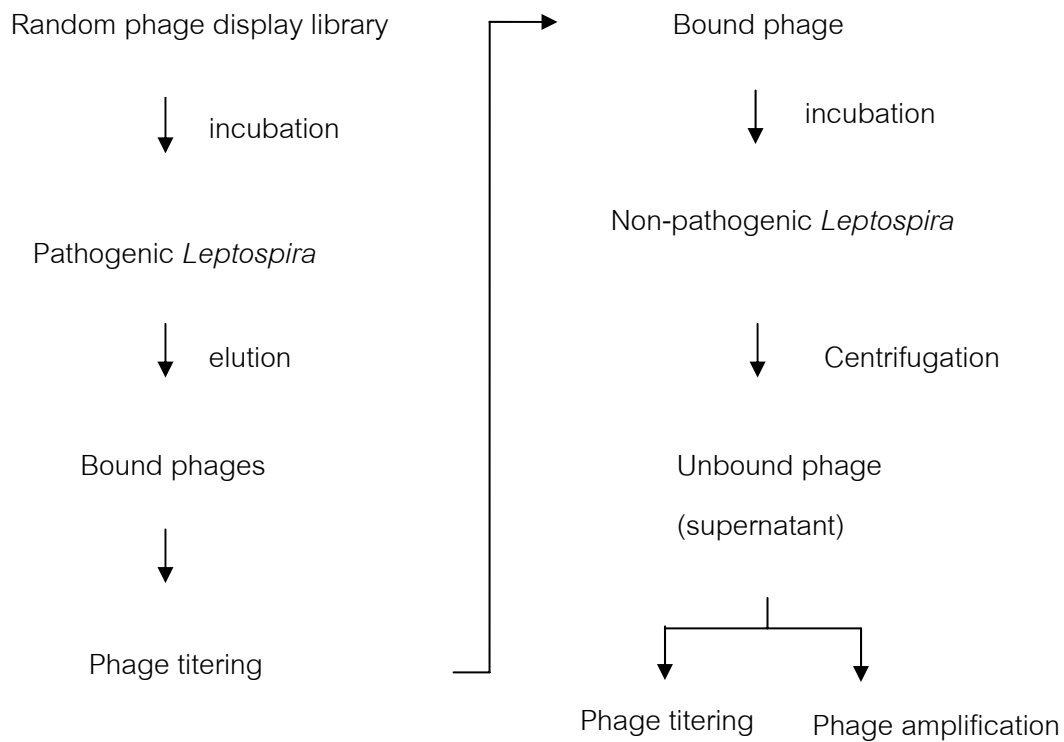 Random phage display library
incubation
Pathogenic Leptospira
elution
Bound phages
Phage titering
Bound phage
incubation
Non-pathogenic Leptospira
Centrifugation
Unbound phage
(supernatant)
Phage titering
Phage amplification